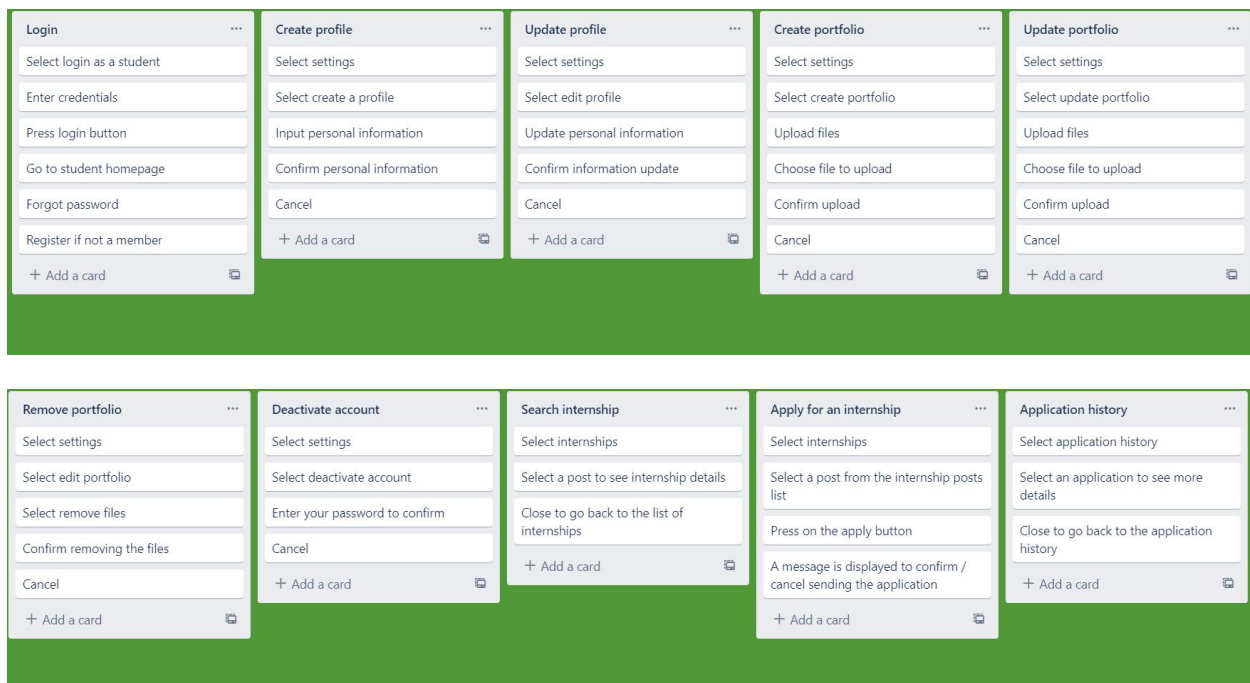 Login
Select login as a student
Enter credentials
Press login button
Go to student homepage
Forgot password
Register if not a member
+ Add a card
Create profile
Select settings
Select create a profile
Input personal information
Confirm personal information
Cancel
+ Add a card
Update profile
Select settings
Select edit profile
Update personal information
Confirm information update
Cancel
+ Add a card
Create portfolio
Select settings
Select create portfolio
Upload files
Choose file to upload
Confirm upload
Cancel
+ Add a card
Update portfolio
Select settings
Select update portfolio
Upload files
Choose file to upload
Confirm upload
Cancel
+ Add a card
Remove portfolio
Select settings
Select edit portfolio
Select remove files
Confirm removing the files
Cancel
+ Add a card
Deactivate account
Select settings
Select deactivate account
Enter your password to confirm
Cancel
+ Add a card
Search internship
Select internships
Select a post to see internship details
Close to go back to the list of
internships
+ Add a card
Apply for an internship
Select internships
Select a post from the internship posts
list
Press on the apply button
A message is displayed to confirm /
cancel sending the application
+ Add a card
Application history
Select application history
Select an application to see more
details
Close to go back to the application
history
+ Add a card